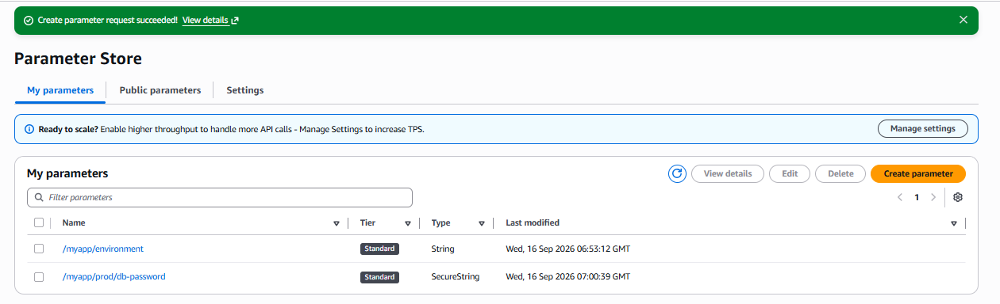 Create parameter request succeeded! View details
Parameter Store
My parameters Public parameters Settings
Ready to scale? Enable higher throughput to handle more API calls - Manage Settings to increase TPS. Manage settings
My parameters View details Edit Delete Create parameter
Filter parameters 1
Name Tier Type Last modified
/myapp/environment Standard String Wed, 16 Sep 2026 06:53:12 GMT
/myapp/prod/db-password Standard SecureString Wed, 16 Sep 2026 07:00:39 GMT